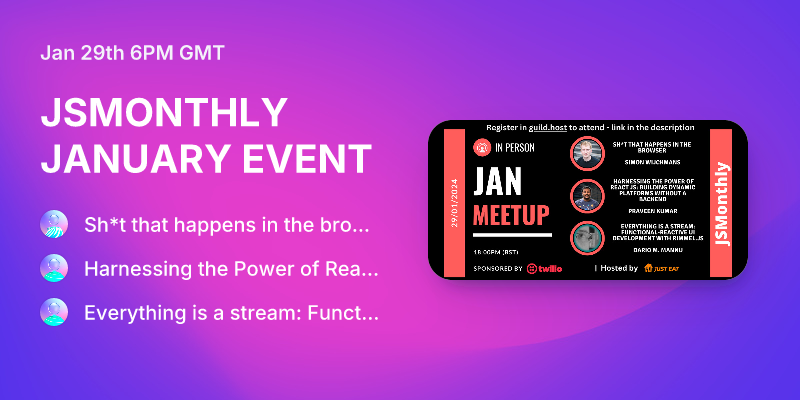 Jan 29th 6PM GMT
JSMONTHLY
JANUARY EVENT
Sh*t that happens in the bro...
Harnessing the Power of Rea...
Everything is a stream: Funct...
Register in guild.host to attend - link in the description
29/01/2024
IN PERSON
JAN
MEETUP
18:00PM (BST)
SPONSORED BY twilio
| Hosted by JUST EAT
SH*T THAT HAPPENS IN THE
BROWSER
SIMON WIJCKMANS
HARNESSING THE POWER OF
REACT JS: BUILDING DYNAMIC
PLATFORMS WITHOUT A
BACKEND
PRAVEEN KUMAR
EVERYTHING IS A STREAM:
FUNCTIONAL-REACTIVE UI
DEVELOPMENT WITH RIMMEL.JS
DARIO M. MANNU
JSMonthly